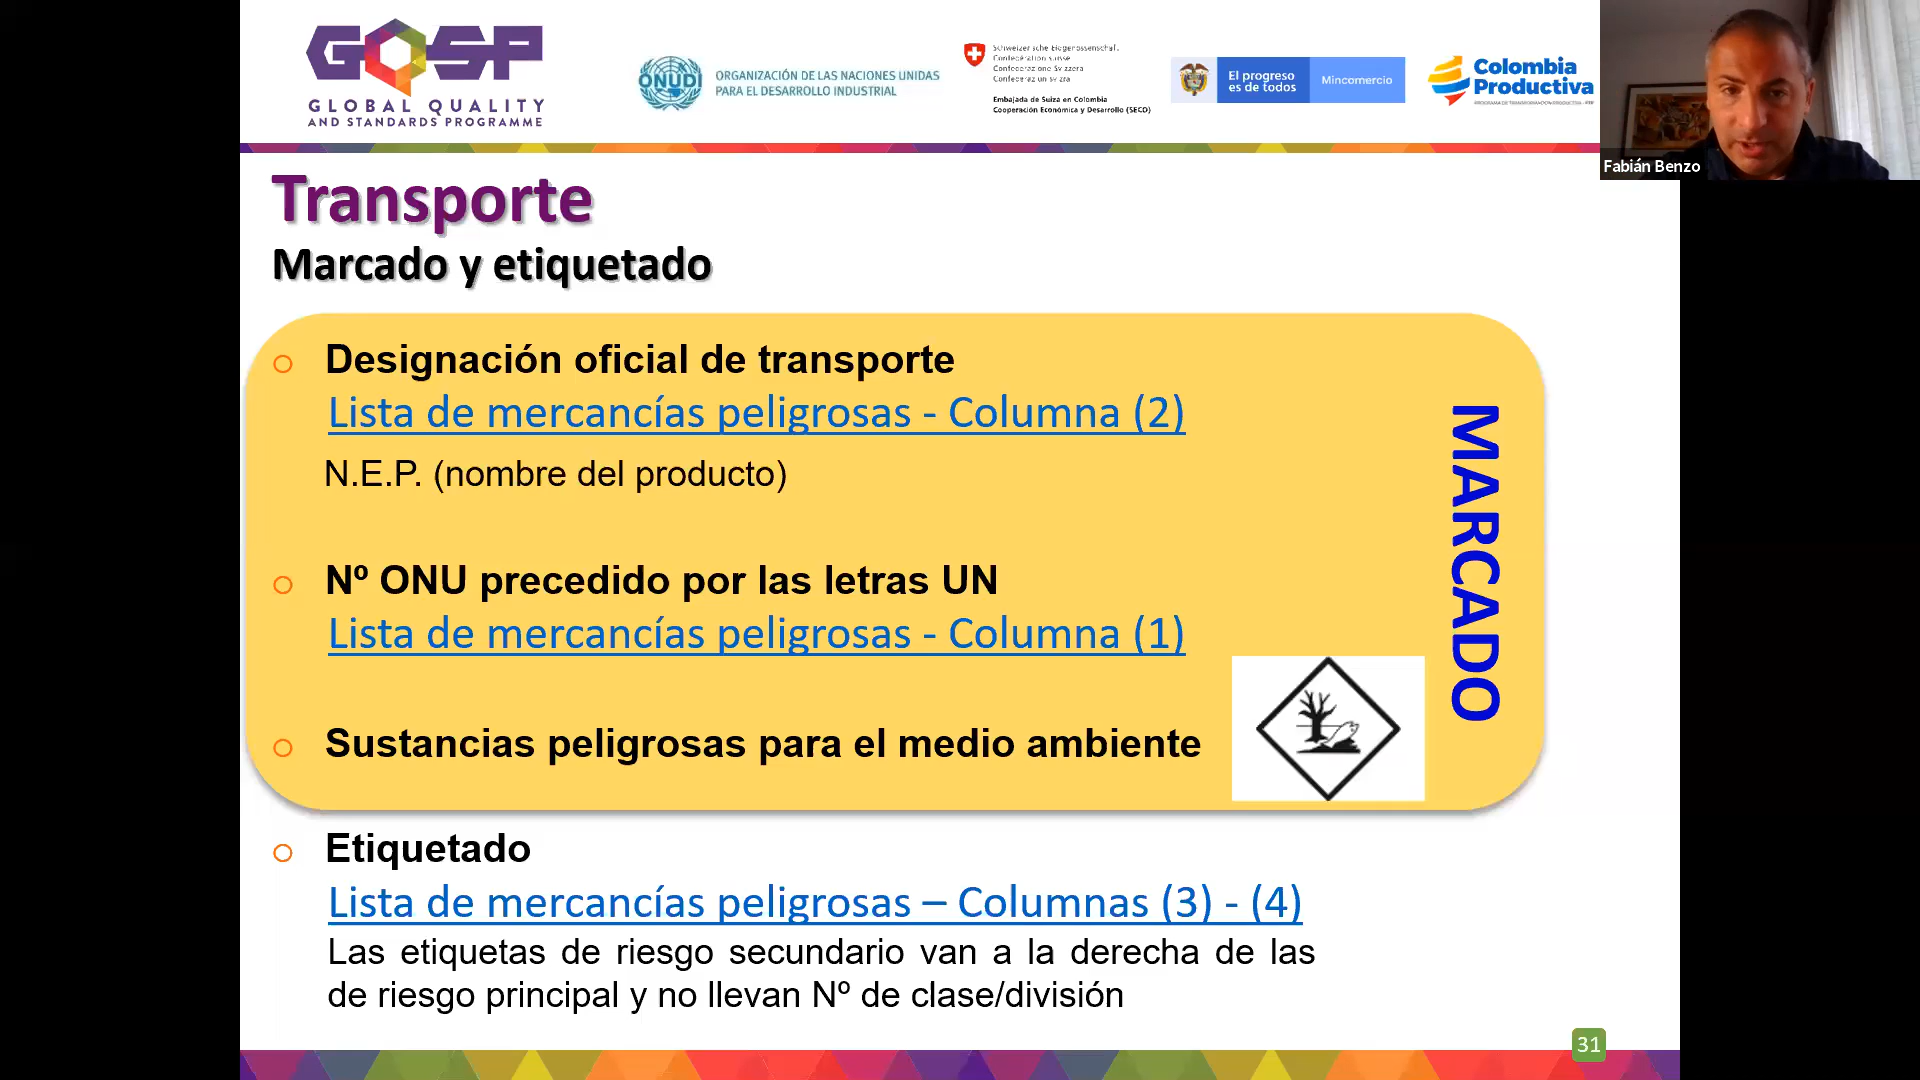 GQSP
GLOBAL QUALITY
AND STANDARDS PROGRAMME
ONUDI
ORGANIZACIÓN DE LAS NACIONES UNIDAS
PARA EL DESARROLLO INDUSTRIAL
Schweizerische Eidgenossenschaft
Confédération suisse
Confederazione Svizzera
Confederaziun svizra
Embajada de Suiza en Colombia
Cooperación Económica y Desarrollo (SECO)
El progreso
es de todos
Mincomercio
Colombia
Productiva
Fabián Benzo
Transporte
Marcado y etiquetado
Designación oficial de transporte
Lista de mercancías peligrosas - Columna (2)
N.E.P. (nombre del producto)
Nº ONU precedido por las letras UN
Lista de mercancías peligrosas - Columna (1)
Sustancias peligrosas para el medio ambiente
MARCADO
Etiquetado
Lista de mercancías peligrosas – Columnas (3) - (4)
Las etiquetas de riesgo secundario van a la derecha de las
de riesgo principal y no llevan Nº de clase/división
31